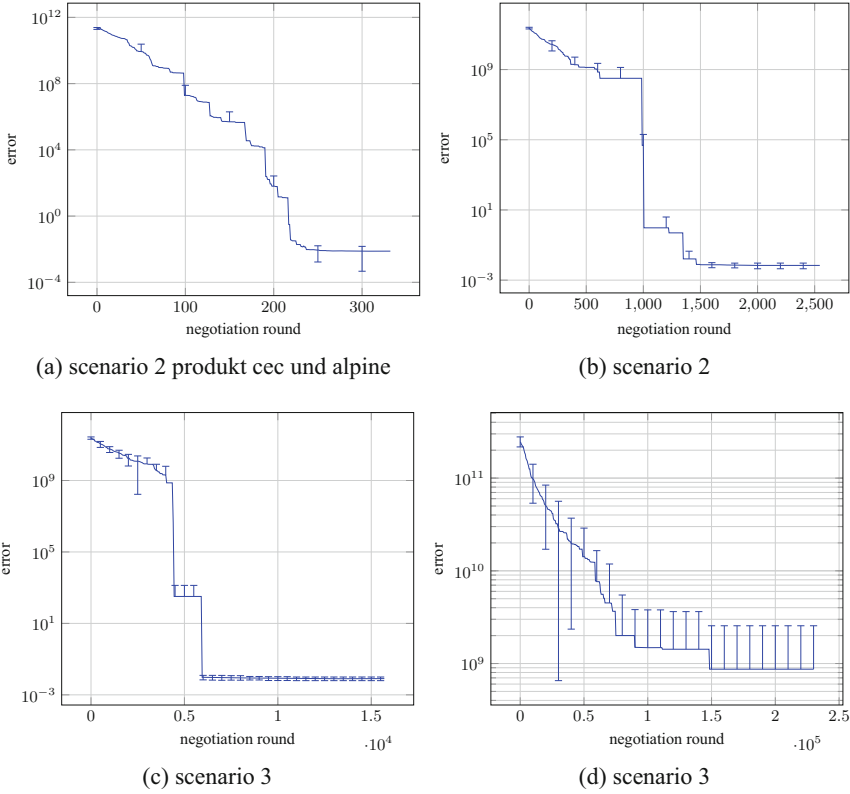 10^12
10^8
10^4
10^0
10^−4
error
0 100 200 300
negotiation round
(a) scenario 2 produkt cec und alpine
10^9
10^5
10^1
10^−3
error
0 500 1,000 1,500 2,000 2,500
negotiation round
(b) scenario 2
10^9
10^5
10^1
10^−3
error
0 0.5 1 1.5
negotiation round
·10^4
(c) scenario 3
10^11
10^10
10^9
error
0 0.5 1 1.5 2 2.5
negotiation round
·10^5
(d) scenario 3